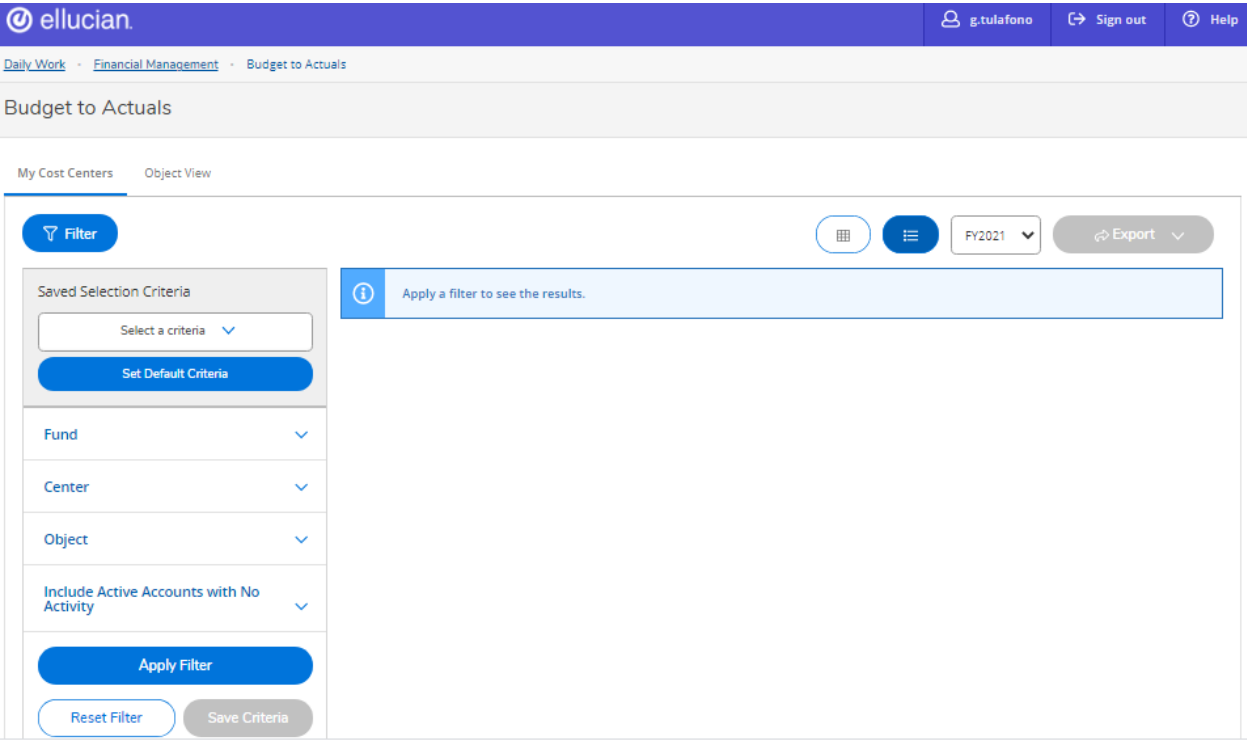 ellucian.
g.tulafono
Sign out
Help
Daily Work · Financial Management · Budget to Actuals
Budget to Actuals
My Cost Centers
Object View
Filter
FY2021
Export
Saved Selection Criteria
Apply a filter to see the results.
Select a criteria
Set Default Criteria
Fund
Center
Object
Include Active Accounts with No
Activity
Apply Filter
Reset Filter
Save Criteria